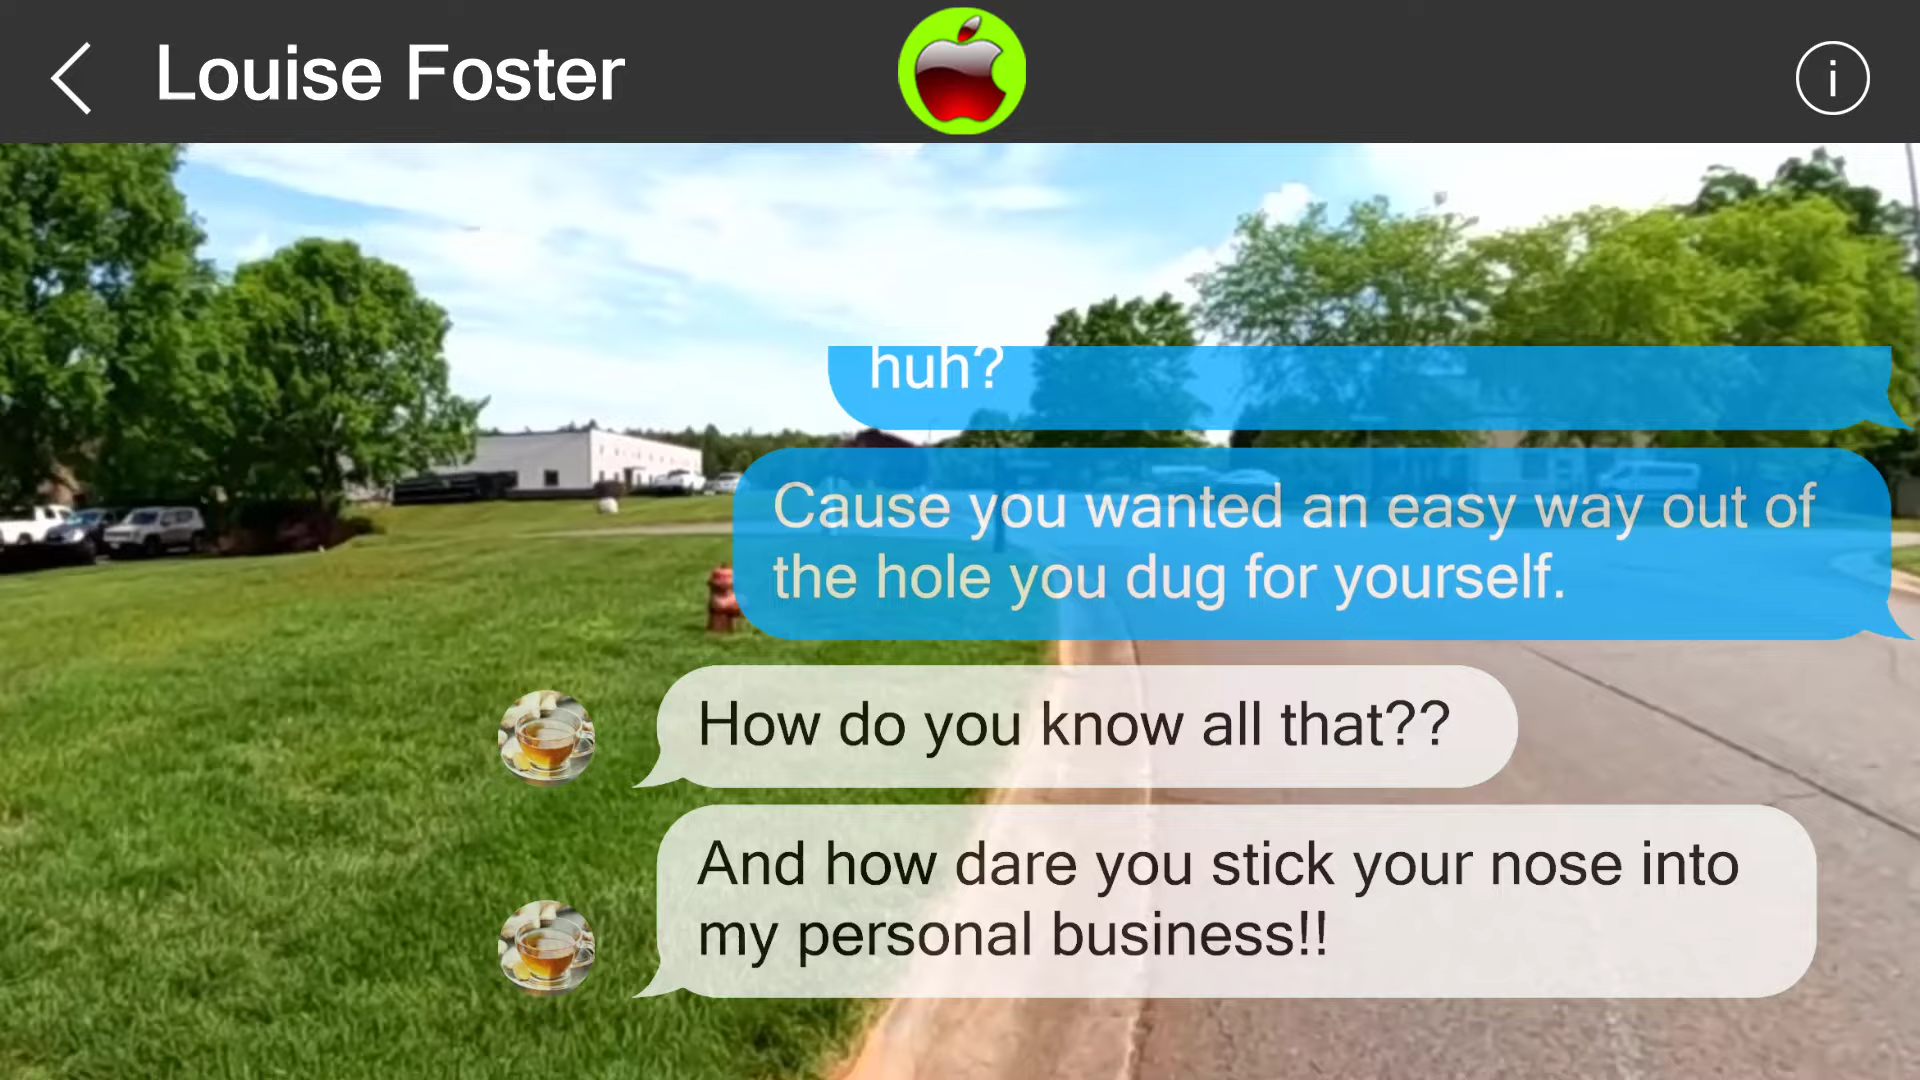 Louise Foster
i
huh?
Cause you wanted an easy way out of
the hole you dug for yourself.
How do you know all that??
And how dare you stick your nose into
my personal business!!